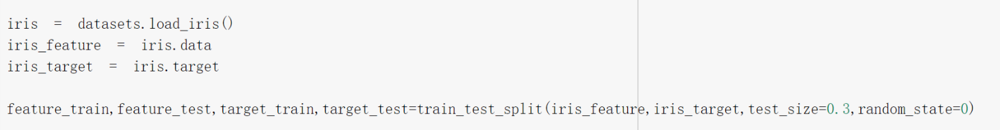 iris = datasets.load_iris()
iris_feature = iris.data
iris_target = iris.target
feature_train,feature_test,target_train,target_test=train_test_split(iris_feature,iris_target,test_size=0.3,random_state=0)